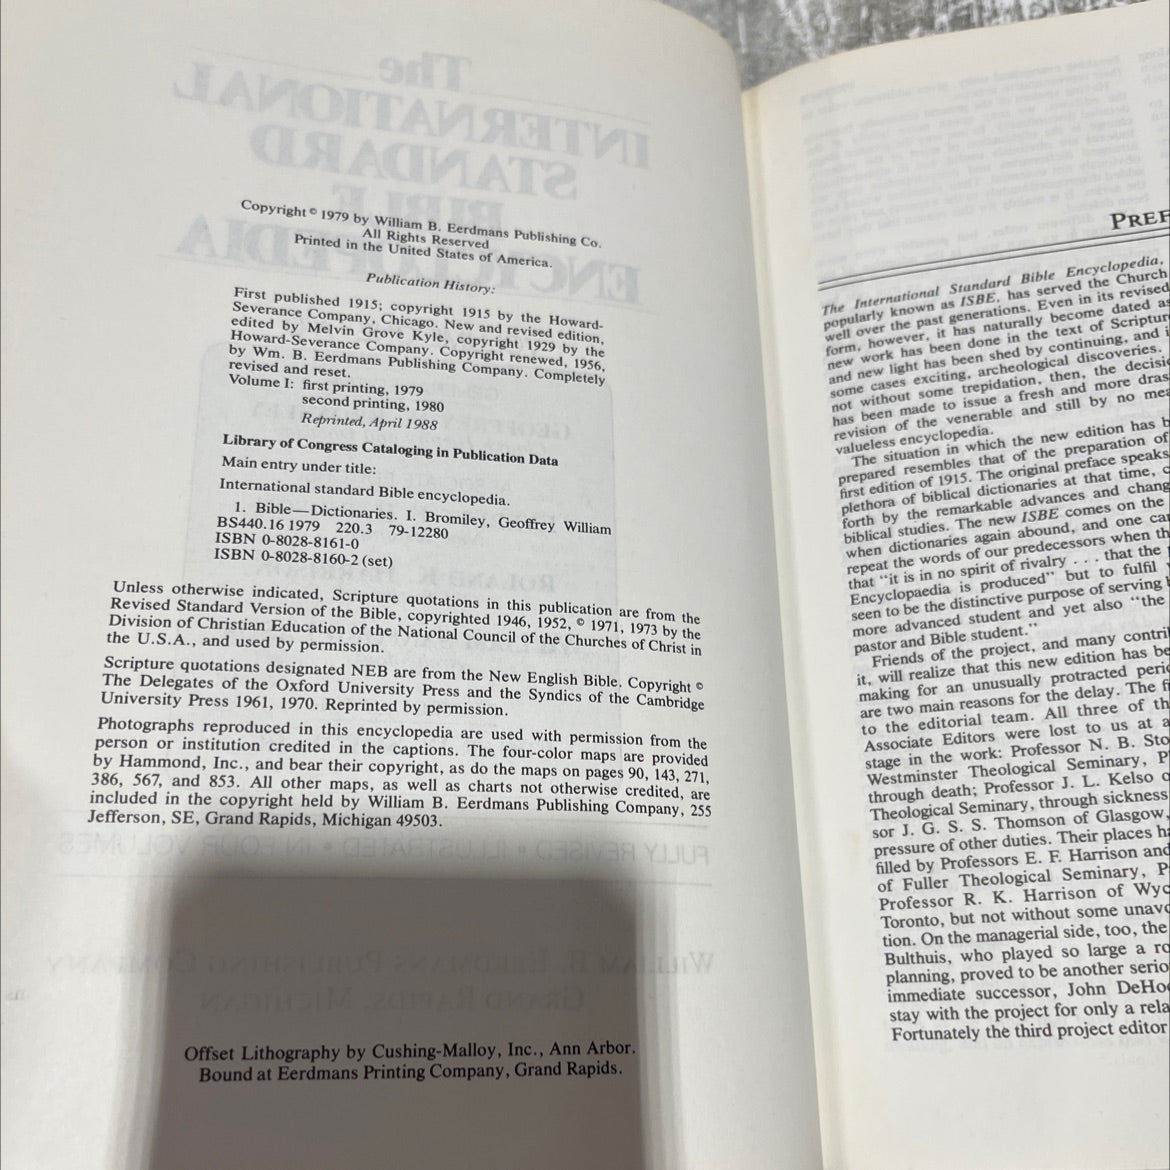 Copyright © 1979 by William B. Eerdmans Publishing Co.
All Rights Reserved
Printed in the United States of America.
Publication History:
First published 1915; copyright 1915 by the Howard-
Severance Company, Chicago. New and revised edition,
edited by Melvin Grove Kyle, copyright 1929 by the
Howard-Severance Company. Copyright renewed, 1956,
by Wm. B. Eerdmans Publishing Company. Completely
revised and reset.
Volume I: first printing, 1979
second printing, 1980
Reprinted, April 1988
Library of Congress Cataloging in Publication Data
Main entry under title:
International standard Bible encyclopedia.
1. Bible—Dictionaries. I. Bromiley, Geoffrey William
BS440.16 1979 220.3 79-12280
ISBN 0-8028-8161-0
ISBN 0-8028-8160-2 (set)
Unless otherwise indicated, Scripture quotations in this publication are from the
Revised Standard Version of the Bible, copyrighted 1946, 1952, © 1971, 1973 by the
Division of Christian Education of the National Council of the Churches of Christ in
the U.S.A., and used by permission.
Scripture quotations designated NEB are from the New English Bible. Copyright ©
The Delegates of the Oxford University Press and the Syndics of the Cambridge
University Press 1961, 1970. Reprinted by permission.
Photographs reproduced in this encyclopedia are used with permission from the
person or institution credited in the captions. The four-color maps are provided
by Hammond, Inc., and bear their copyright, as do the maps on pages 90, 143, 271,
386, 567, and 853. All other maps, as well as charts not otherwise credited, are
included in the copyright held by William B. Eerdmans Publishing Company, 255
Jefferson, SE, Grand Rapids, Michigan 49503.
Offset Lithography by Cushing-Malloy, Inc., Ann Arbor.
Bound at Eerdmans Printing Company, Grand Rapids.
PREF
The International Standard Bible Encyclopedia,
popularly known as ISBE, has served the Church
well over the past generations. Even in its revised
form, however, it has naturally become dated as
new work has been done in the text of Scriptur
and new light has been shed by continuing, and i
some cases exciting, archeological discoveries.
not without some trepidation, then, the decisi
has been made to issue a fresh and more dras
revision of the venerable and still by no mea
valueless encyclopedia.
The situation in which the new edition has b
prepared resembles that of the preparation of
first edition of 1915. The original preface speaks
plethora of biblical dictionaries at that time, c
forth by the remarkable advances and chang
biblical studies. The new ISBE comes on the
when dictionaries again abound, and one can
repeat the words of our predecessors when th
that “it is in no spirit of rivalry . . . that the
Encyclopaedia is produced” but to fulfil
seen to be the distinctive purpose of serving
more advanced student and yet also “the
pastor and Bible student.”
Friends of the project, and many contri
it, will realize that this new edition has be
making for an unusually protracted peri
are two main reasons for the delay. The fi
to the editorial team. All three of th
Associate Editors were lost to us at a
stage in the work: Professor N. B. Sto
Westminster Theological Seminary, P
through death; Professor J. L. Kelso o
Theological Seminary, through sickness
sor J. G. S. S. Thomson of Glasgow,
pressure of other duties. Their places ha
filled by Professors E. F. Harrison and
of Fuller Theological Seminary, P
Professor R. K. Harrison of Wyc
Toronto, but not without some unavo
tion. On the managerial side, too, the
Bulthuis, who played so large a ro
planning, proved to be another serio
immediate successor, John DeHo
stay with the project for only a rela
Fortunately the third project editor